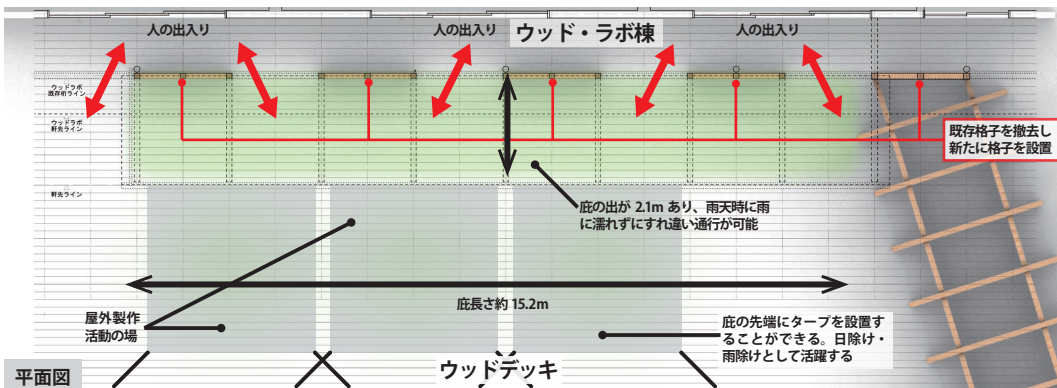 人の出入り
人の出入り
ウッド・ラボ棟
人の出入り
ウッドラボ
既存桁ライン
ウッドラボ
軒先ライン
既存格子を撤去し
新たに格子を設置
軒先ライン
庇の出が 2.1m あり、雨天時に雨
に濡れずにすれ違い通行が可能
庇長さ約 15.2m
屋外製作
活動の場
庇の先端にタープを設置す
ることができる。日除け・
雨除けとして活躍する
ウッドデッキ
平面図